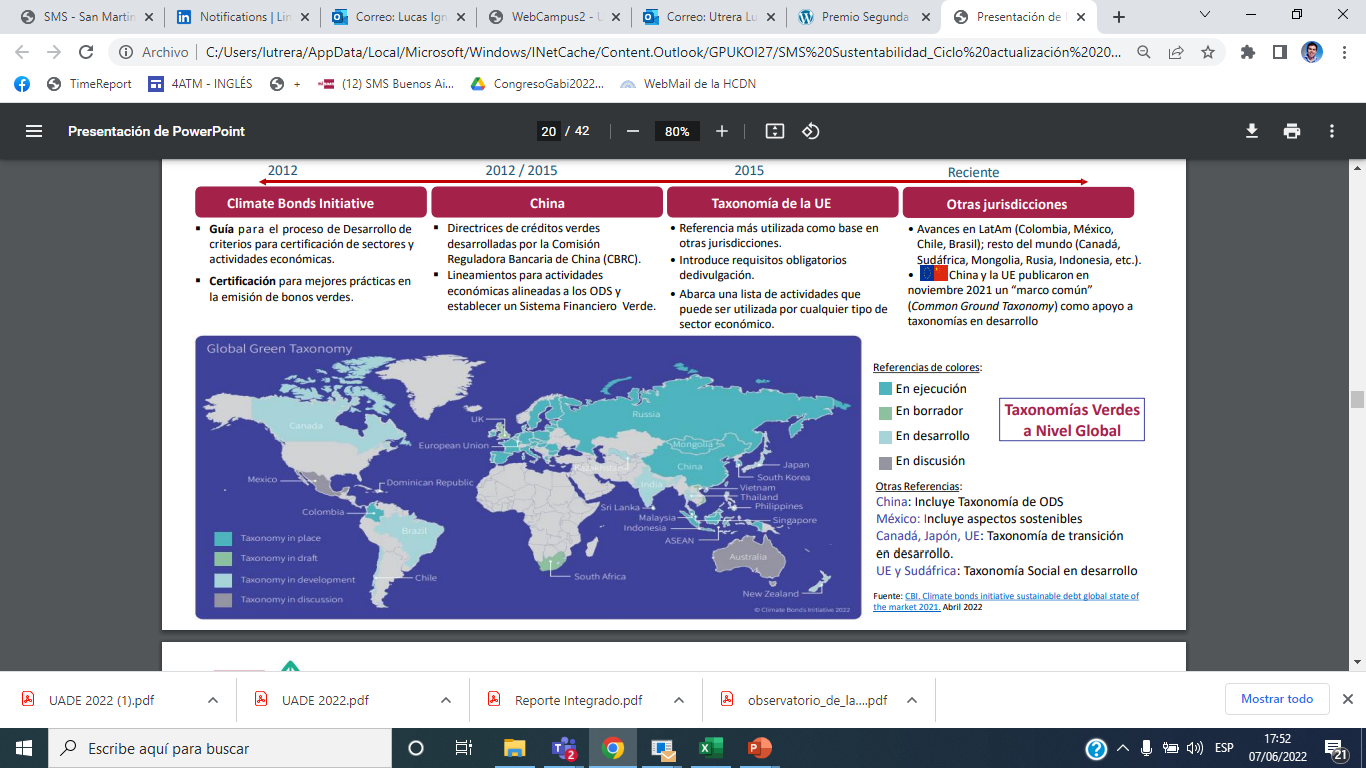 SMS - San Martin
Notifications | Lin
Correo: Lucas Ign
WebCampus2 - U
Correo: Utrera Lu
Premio Segunda
Presentación de
Archivo
C:/Users/lutrera/AppData/Local/Microsoft/Windows/INetCache/Content.Outlook/GPUKOI27/SMS%20Sustentabilidad_Ciclo%20actualización%2020...
TimeReport
4ATM - INGLÉS
+
(12) SMS Buenos Ai...
CongresoGabi2022...
WebMail de la HCDN
Presentación de PowerPoint
20 / 42
80%
2012
2012 / 2015
2015
Reciente
Climate Bonds Initiative
China
Taxonomía de la UE
Otras jurisdicciones
▪ Guía para el proceso de Desarrollo de
criterios para certificación de sectores y
actividades económicas.
▪ Certificación para mejores prácticas en
la emisión de bonos verdes.
▪ Directrices de créditos verdes
desarrolladas por la Comisión
Reguladora Bancaria de China (CBRC).
▪ Lineamientos para actividades
económicas alineadas a los ODS y
establecer un Sistema Financiero Verde.
• Referencia más utilizada como base en
otras jurisdicciones.
• Introduce requisitos obligatorios
dedivulgación.
• Abarca una lista de actividades que
puede ser utilizada por cualquier tipo de
sector económico.
• Avances en LatAm (Colombia, México,
Chile, Brasil); resto del mundo (Canadá,
Sudáfrica, Mongolia, Rusia, Indonesia, etc.).
• China y la UE publicaron en
noviembre 2021 un “marco común”
(Common Ground Taxonomy) como apoyo a
taxonomías en desarrollo
Global Green Taxonomy
Canada
UK
European Union
Russia
Kazakhstan
Mongolia
China
Japan
South Korea
India
Vietnam
Thailand
Philippines
Sri Lanka
Malaysia
Singapore
Indonesia
ASEAN
Mexico
Dominican Republic
Colombia
Brazil
Chile
South Africa
Australia
New Zealand
Taxonomy in place
Taxonomy in draft
Taxonomy in development
Taxonomy in discussion
© Climate Bonds Initiative 2022
Referencias de colores:
En ejecución
En borrador
En desarrollo
En discusión
Taxonomías Verdes
a Nivel Global
Otras Referencias:
China: Incluye Taxonomía de ODS
México: Incluye aspectos sostenibles
Canadá, Japón, UE: Taxonomía de transición
en desarrollo.
UE y Sudáfrica: Taxonomía Social en desarrollo
Fuente: CBI. Climate bonds initiative sustainable debt global state of
the market 2021. Abril 2022
UADE 2022 (1).pdf
UADE 2022.pdf
Reporte Integrado.pdf
observatorio_de_la....pdf
Mostrar todo
Escribe aquí para buscar
2
ESP
17:52
07/06/2022
21